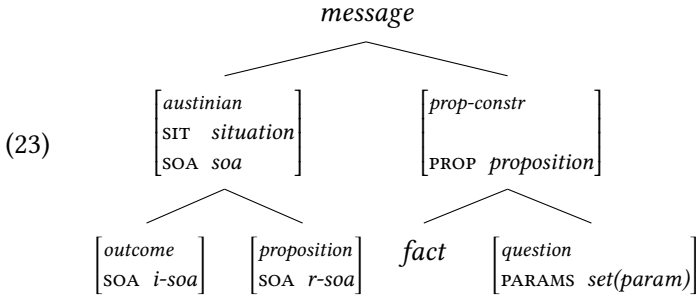 message
(23)
austinian
SIT situation
SOA soa
prop-constr
PROP proposition
outcome
SOA i-soa
proposition
SOA r-soa
fact
question
PARAMS set(param)